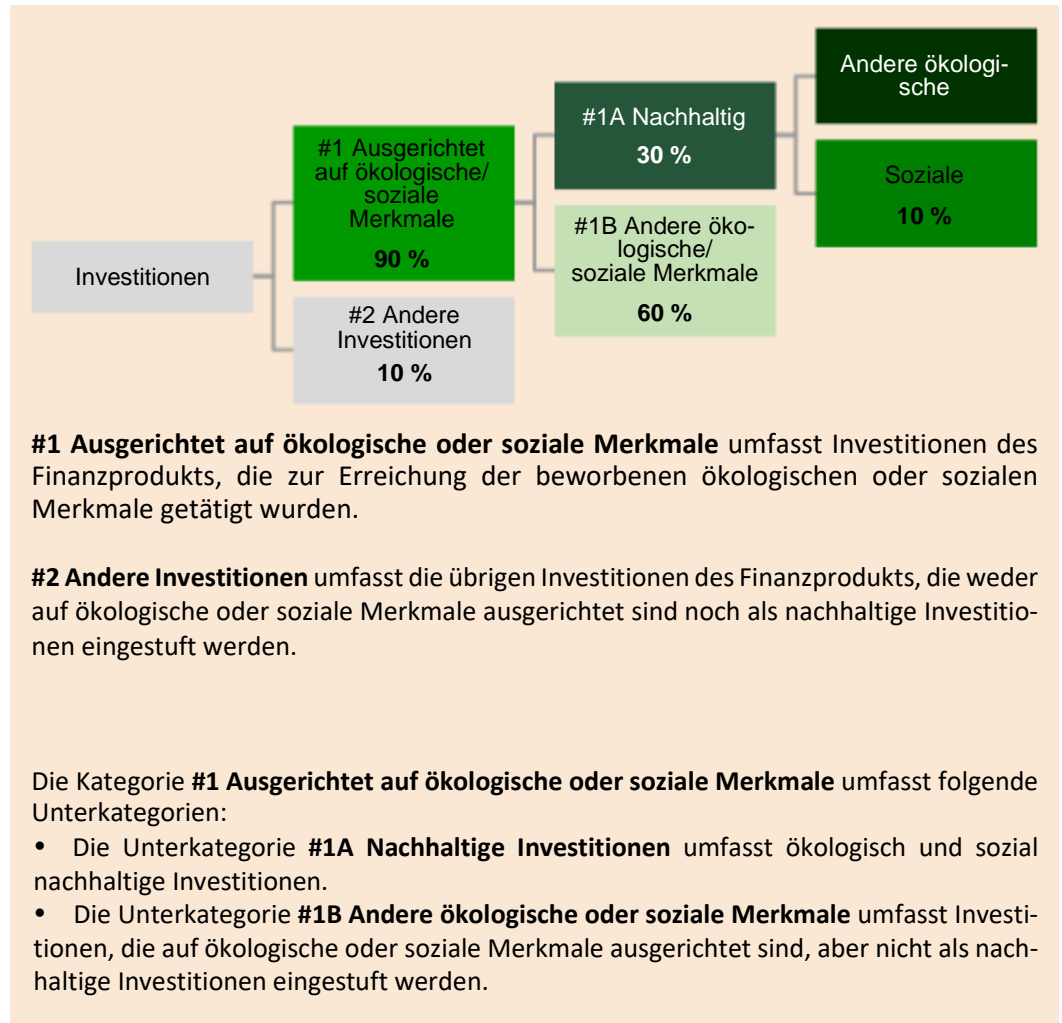 Investitionen
#1 Ausgerichtet
auf ökologische/
soziale
Merkmale
90 %
#2 Andere
Investitionen
10 %
#1A Nachhaltig
30 %
#1B Andere öko-
logische/
soziale Merkmale
60 %
Andere ökologi-
sche
Soziale
10 %
#1 Ausgerichtet auf ökologische oder soziale Merkmale umfasst Investitionen des
Finanzprodukts, die zur Erreichung der beworbenen ökologischen oder sozialen
Merkmale getätigt wurden.
#2 Andere Investitionen umfasst die übrigen Investitionen des Finanzprodukts, die weder
auf ökologische oder soziale Merkmale ausgerichtet sind noch als nachhaltige Investitio-
nen eingestuft werden.
Die Kategorie #1 Ausgerichtet auf ökologische oder soziale Merkmale umfasst folgende
Unterkategorien:
• Die Unterkategorie #1A Nachhaltige Investitionen umfasst ökologisch und sozial
nachhaltige Investitionen.
• Die Unterkategorie #1B Andere ökologische oder soziale Merkmale umfasst Investi-
tionen, die auf ökologische oder soziale Merkmale ausgerichtet sind, aber nicht als nach-
haltige Investitionen eingestuft werden.